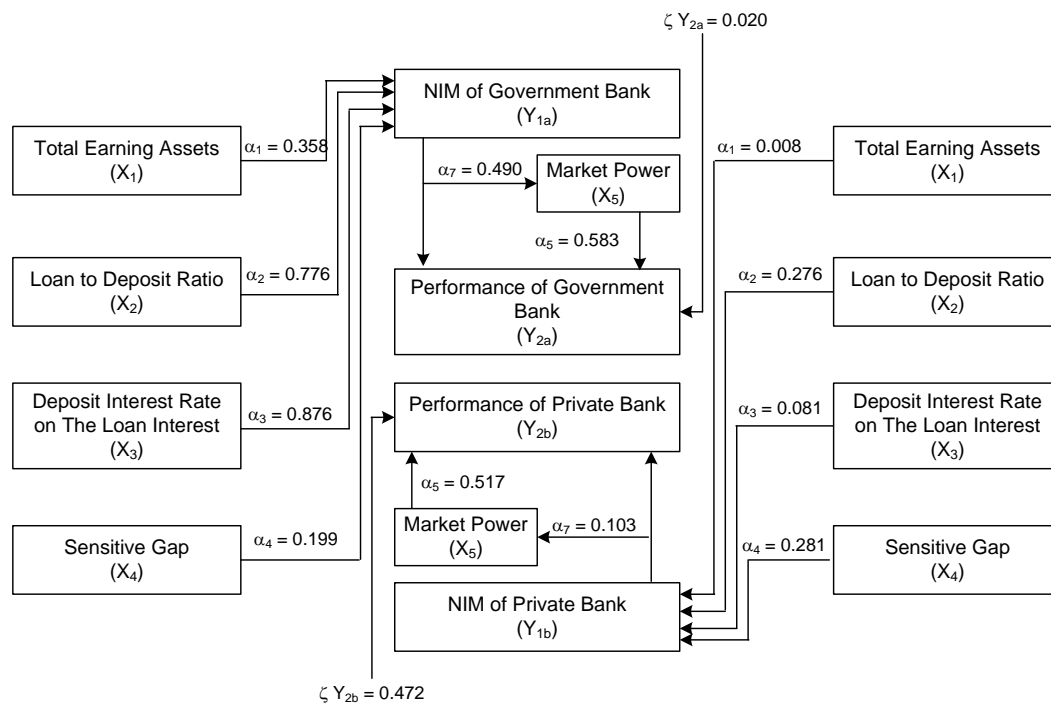 ζ Y2a = 0.020
NIM of Government Bank
(Y1a)
Total Earning Assets
(X1)
α1 = 0.358
α7 = 0.490
Market Power
(X5)
α1 = 0.008
Total Earning Assets
(X1)
α5 = 0.583
Loan to Deposit Ratio
(X2)
α2 = 0.776
Performance of Government
Bank
(Y2a)
α2 = 0.276
Loan to Deposit Ratio
(X2)
Deposit Interest Rate
on The Loan Interest
(X3)
α3 = 0.876
Performance of Private Bank
(Y2b)
α3 = 0.081
Deposit Interest Rate
on The Loan Interest
(X3)
α5 = 0.517
Sensitive Gap
(X4)
α4 = 0.199
Market Power
(X5)
α7 = 0.103
α4 = 0.281
Sensitive Gap
(X4)
NIM of Private Bank
(Y1b)
ζ Y2b = 0.472